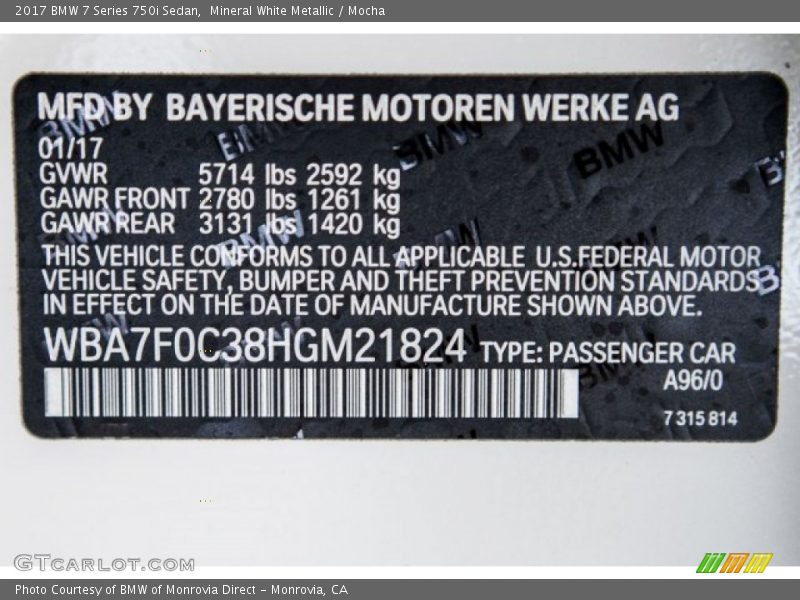 2017 BMW 7 Series 750i Sedan,  Mineral White Metallic / Mocha
MFD BY BAYERISCHE MOTOREN WERKE AG
01/17
GVWR 5714 lbs 2592 kg
GAWR FRONT 2780 lbs 1261 kg
GAWR REAR 3131 lbs 1420 kg
THIS VEHICLE CONFORMS TO ALL APPLICABLE U.S.FEDERAL MOTOR
VEHICLE SAFETY, BUMPER AND THEFT PREVENTION STANDARDS
IN EFFECT ON THE DATE OF MANUFACTURE SHOWN ABOVE.
WBA7F0C38HGM21824 TYPE: PASSENGER CAR
A96/0
7 315 814
GTCARLOT.COM
Photo Courtesy of BMW of Monrovia Direct - Monrovia, CA